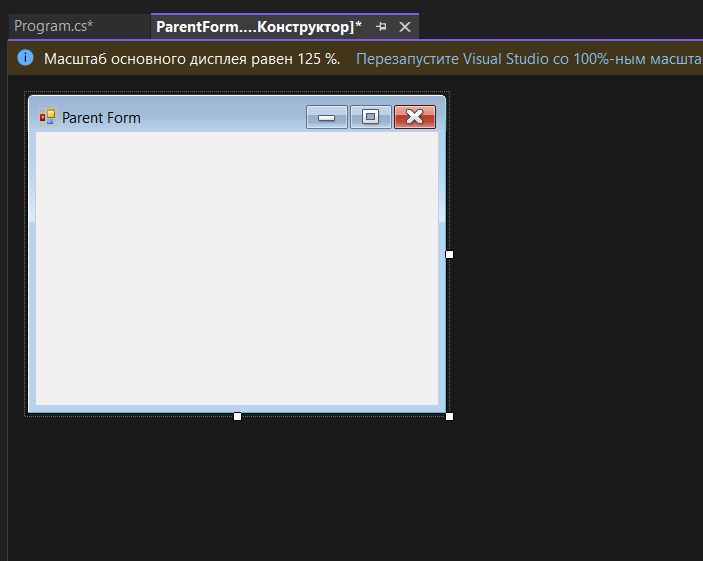 Program.cs*
ParentForm....Конструктор]*
Масштаб основного дисплея равен 125 %. Перезапустите Visual Studio со 100%-ным масшта
Parent Form